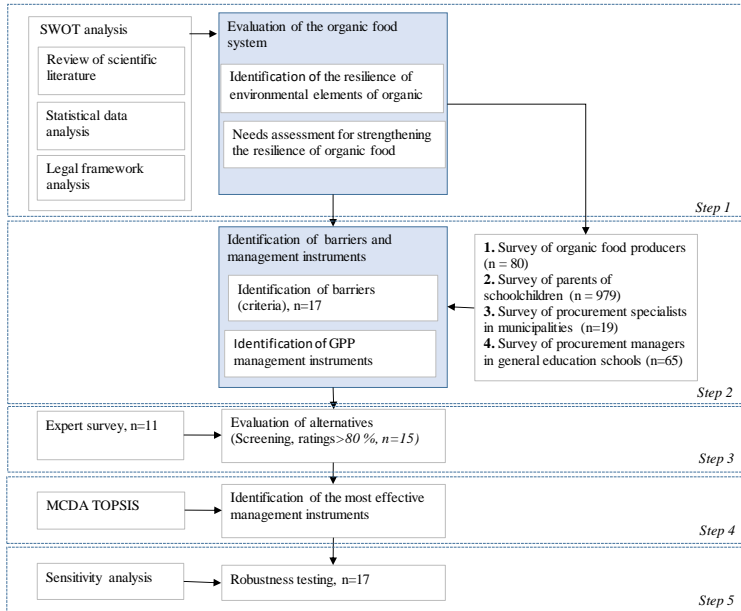 SWOT analysis
Review of scientific
literature
Statistical data
analysis
Legal framework
analysis
Evaluation of the organic food
system
Identification of the resilience of
environmental elements of organic
Needs assessment for strengthening
the resilience of organic food
Step 1
Identification of barriers and
management instruments
Identification of barriers
(criteria), n=17
Identification of GPP
management instruments
1. Survey of organic food producers
(n = 80)
2. Survey of parents of
schoolchildren (n = 979)
3. Survey of procurement specialists
in municipalities (n=19)
4. Survey of procurement managers
in general education schools (n=65)
Step 2
Expert survey, n=11
Evaluation of alternatives
(Screening, ratings>80 %, n=15)
Step 3
MCDA TOPSIS
Identification of the most effective
management instruments
Step 4
Sensitivity analysis
Robustness testing, n=17
Step 5